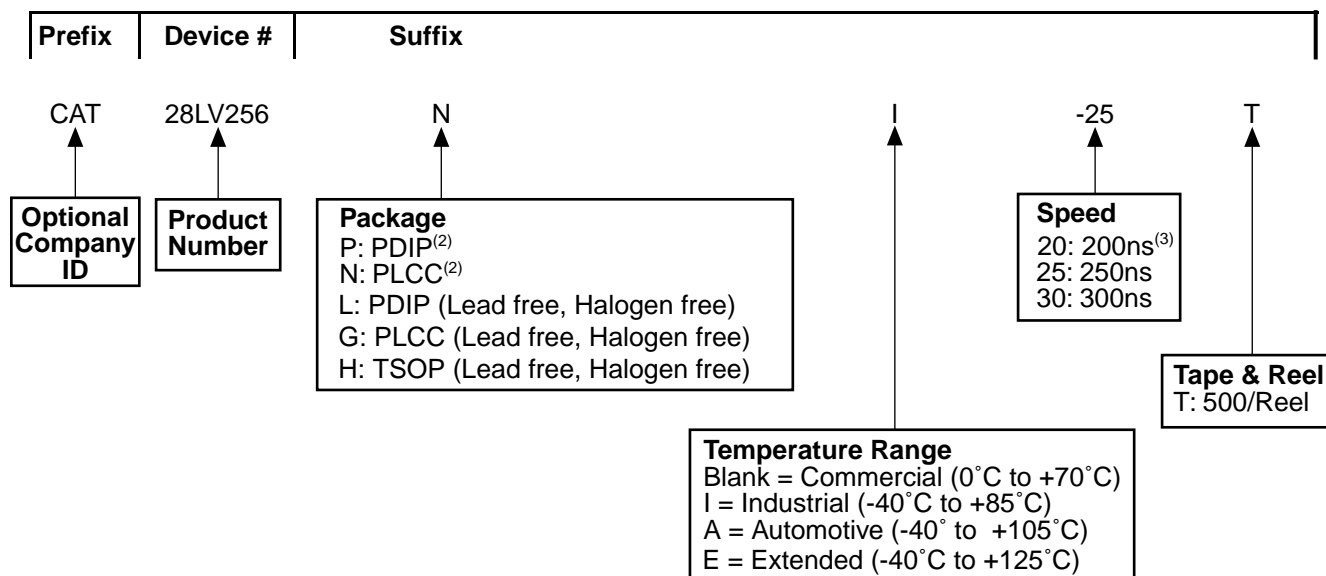 Prefix Device # Suffix
CAT 28LV256 N I -25 T
Optional
Company
ID
Product
Number
Package
P: PDIP(2)
N: PLCC(2)
L: PDIP (Lead free, Halogen free)
G: PLCC (Lead free, Halogen free)
H: TSOP (Lead free, Halogen free)
Speed
20: 200ns(3)
25: 250ns
30: 300ns
Tape & Reel
T: 500/Reel
Temperature Range
Blank = Commercial (0˚C to +70˚C)
I = Industrial (-40˚C to +85˚C)
A = Automotive (-40˚ to +105˚C)
E = Extended (-40˚C to +125˚C)